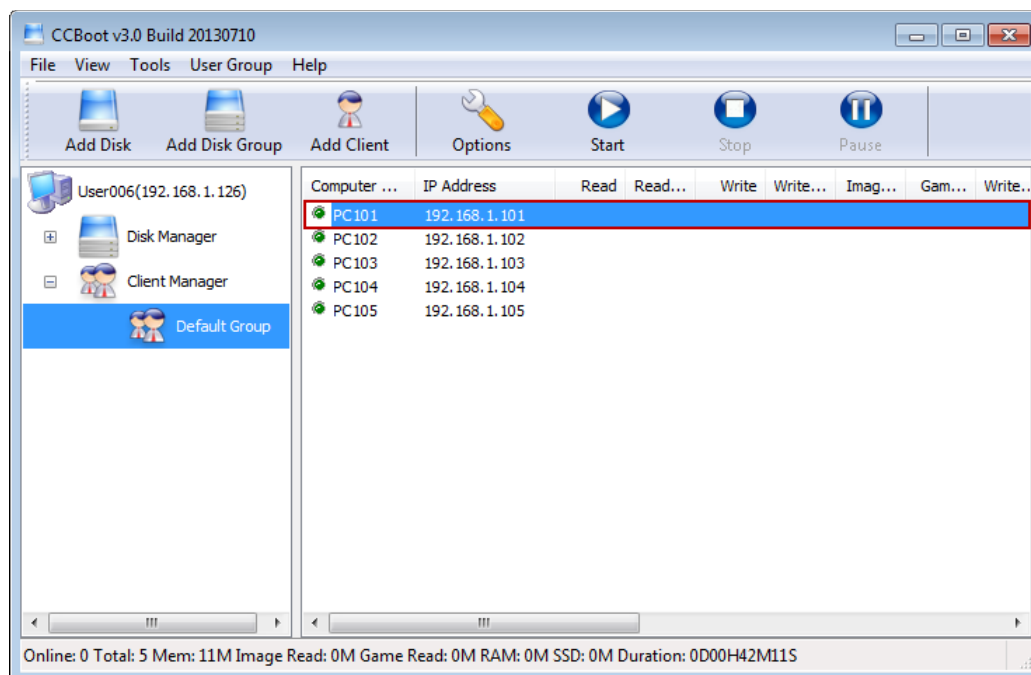 CCBoot v3.0 Build 20130710
File View Tools User Group Help
Add Disk Add Disk Group Add Client Options Start Stop Pause
User006(192.168.1.126)
Disk Manager
Client Manager
Default Group
Computer ... IP Address Read Read... Write Write... Imag... Gam... Write..
PC101 192.168.1.101
PC102 192.168.1.102
PC103 192.168.1.103
PC104 192.168.1.104
PC105 192.168.1.105
Online: 0 Total: 5 Mem: 11M Image Read: 0M Game Read: 0M RAM: 0M SSD: 0M Duration: 0D00H42M11S